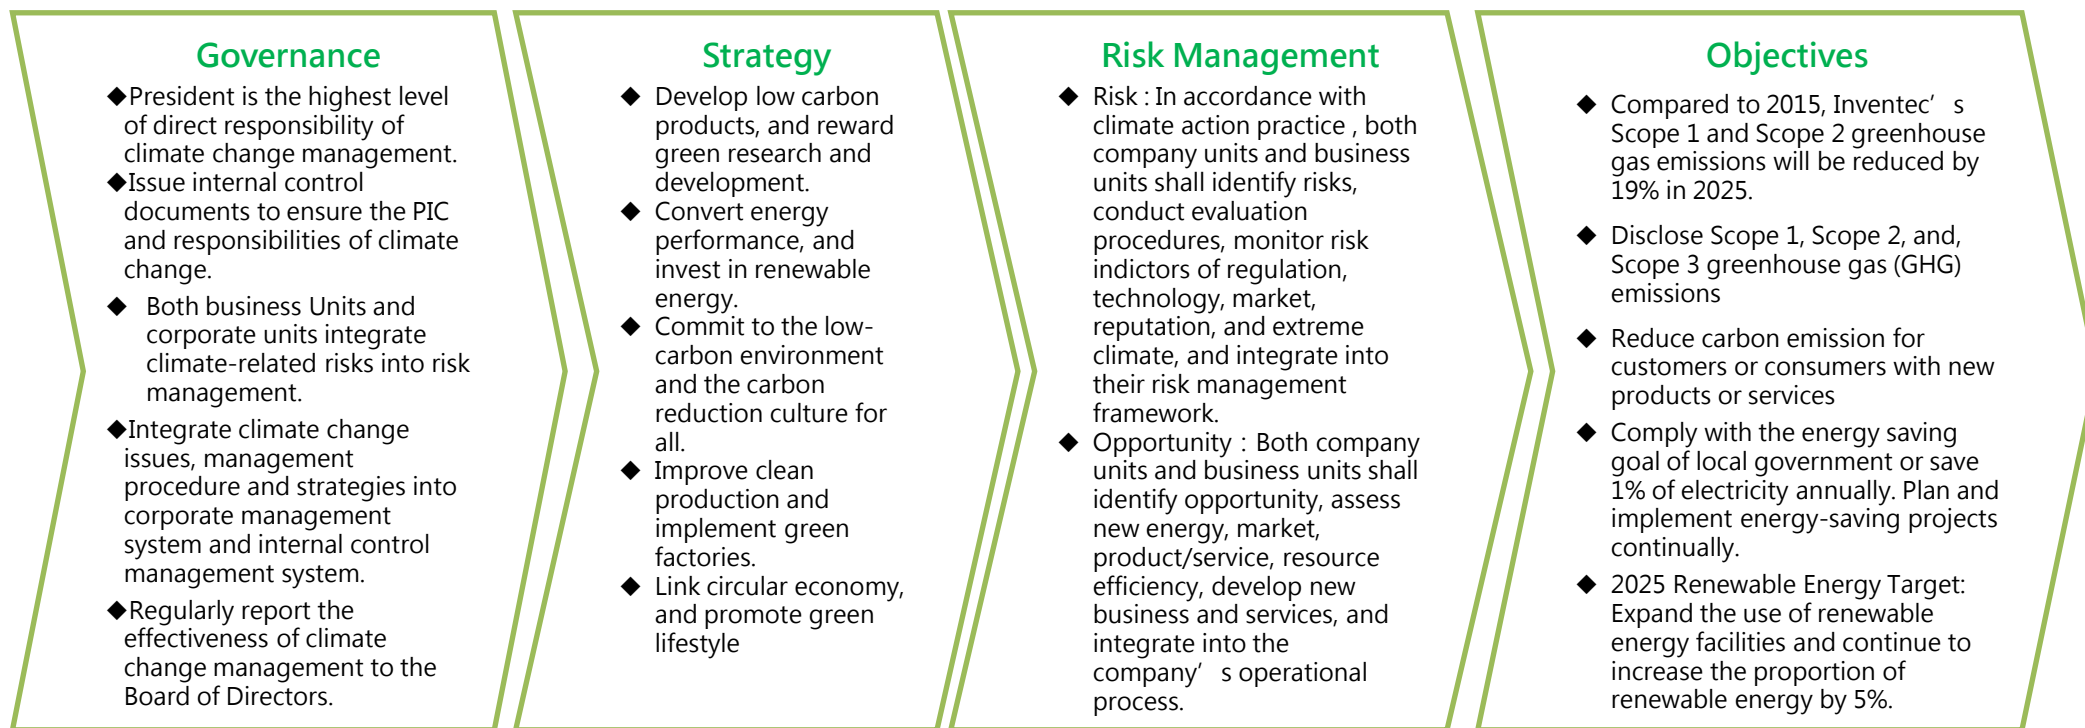 Governance
◆President is the highest level
of direct responsibility of
climate change management.
◆Issue internal control
documents to ensure the PIC
and responsibilities of climate
change.
◆ Both business Units and
corporate units integrate
climate-related risks into risk
management.
◆Integrate climate change
issues, management
procedure and strategies into
corporate management
system and internal control
management system.
◆Regularly report the
effectiveness of climate
change management to the
Board of Directors.
Strategy
◆ Develop low carbon
products, and reward
green research and
development.
◆ Convert energy
performance, and
invest in renewable
energy.
◆ Commit to the low-
carbon environment
and the carbon
reduction culture for
all.
◆ Improve clean
production and
implement green
factories.
◆ Link circular economy,
and promote green
lifestyle
Risk Management
◆ Risk : In accordance with
climate action practice , both
company units and business
units shall identify risks,
conduct evaluation
procedures, monitor risk
indictors of regulation,
technology, market,
reputation, and extreme
climate, and integrate into
their risk management
framework.
◆ Opportunity : Both company
units and business units shall
identify opportunity, assess
new energy, market,
product/service, resource
efficiency, develop new
business and services, and
integrate into the
company’ s operational
process.
Objectives
◆ Compared to 2015, Inventec’ s
Scope 1 and Scope 2 greenhouse
gas emissions will be reduced by
19% in 2025.
◆ Disclose Scope 1, Scope 2, and,
Scope 3 greenhouse gas (GHG)
emissions
◆ Reduce carbon emission for
customers or consumers with new
products or services
◆ Comply with the energy saving
goal of local government or save
1% of electricity annually. Plan and
implement energy-saving projects
continually.
◆ 2025 Renewable Energy Target:
Expand the use of renewable
energy facilities and continue to
increase the proportion of
renewable energy by 5%.